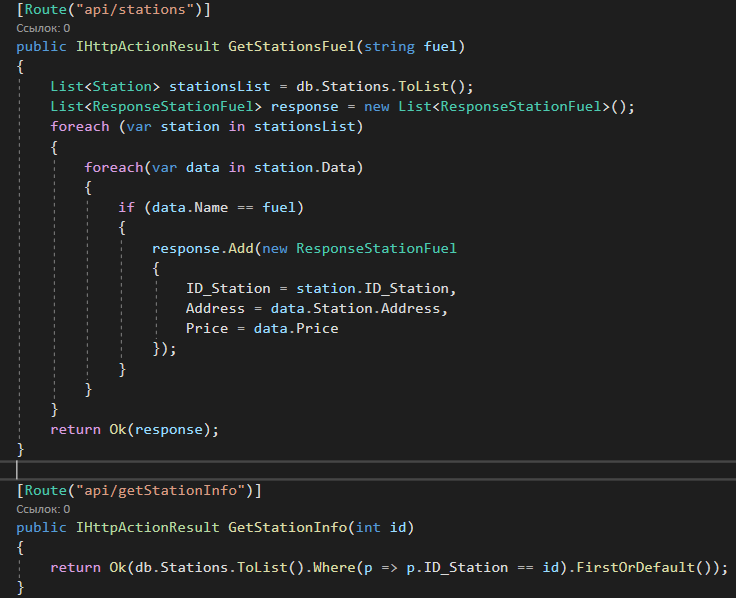 [Route("api/stations")]
Ссылок: 0
public IHttpActionResult GetStationsFuel(string fuel)
{
    List<Station> stationsList = db.Stations.ToList();
    List<ResponseStationFuel> response = new List<ResponseStationFuel>();
    foreach (var station in stationsList)
    {
        foreach(var data in station.Data)
        {
            if (data.Name == fuel)
            {
                response.Add(new ResponseStationFuel
                {
                    ID_Station = station.ID_Station,
                    Address = data.Station.Address,
                    Price = data.Price
                });
            }
        }
    }
    return Ok(response);
}
[Route("api/getStationInfo")]
Ссылок: 0
public IHttpActionResult GetStationInfo(int id)
{
    return Ok(db.Stations.ToList().Where(p => p.ID_Station == id).FirstOrDefault());
}